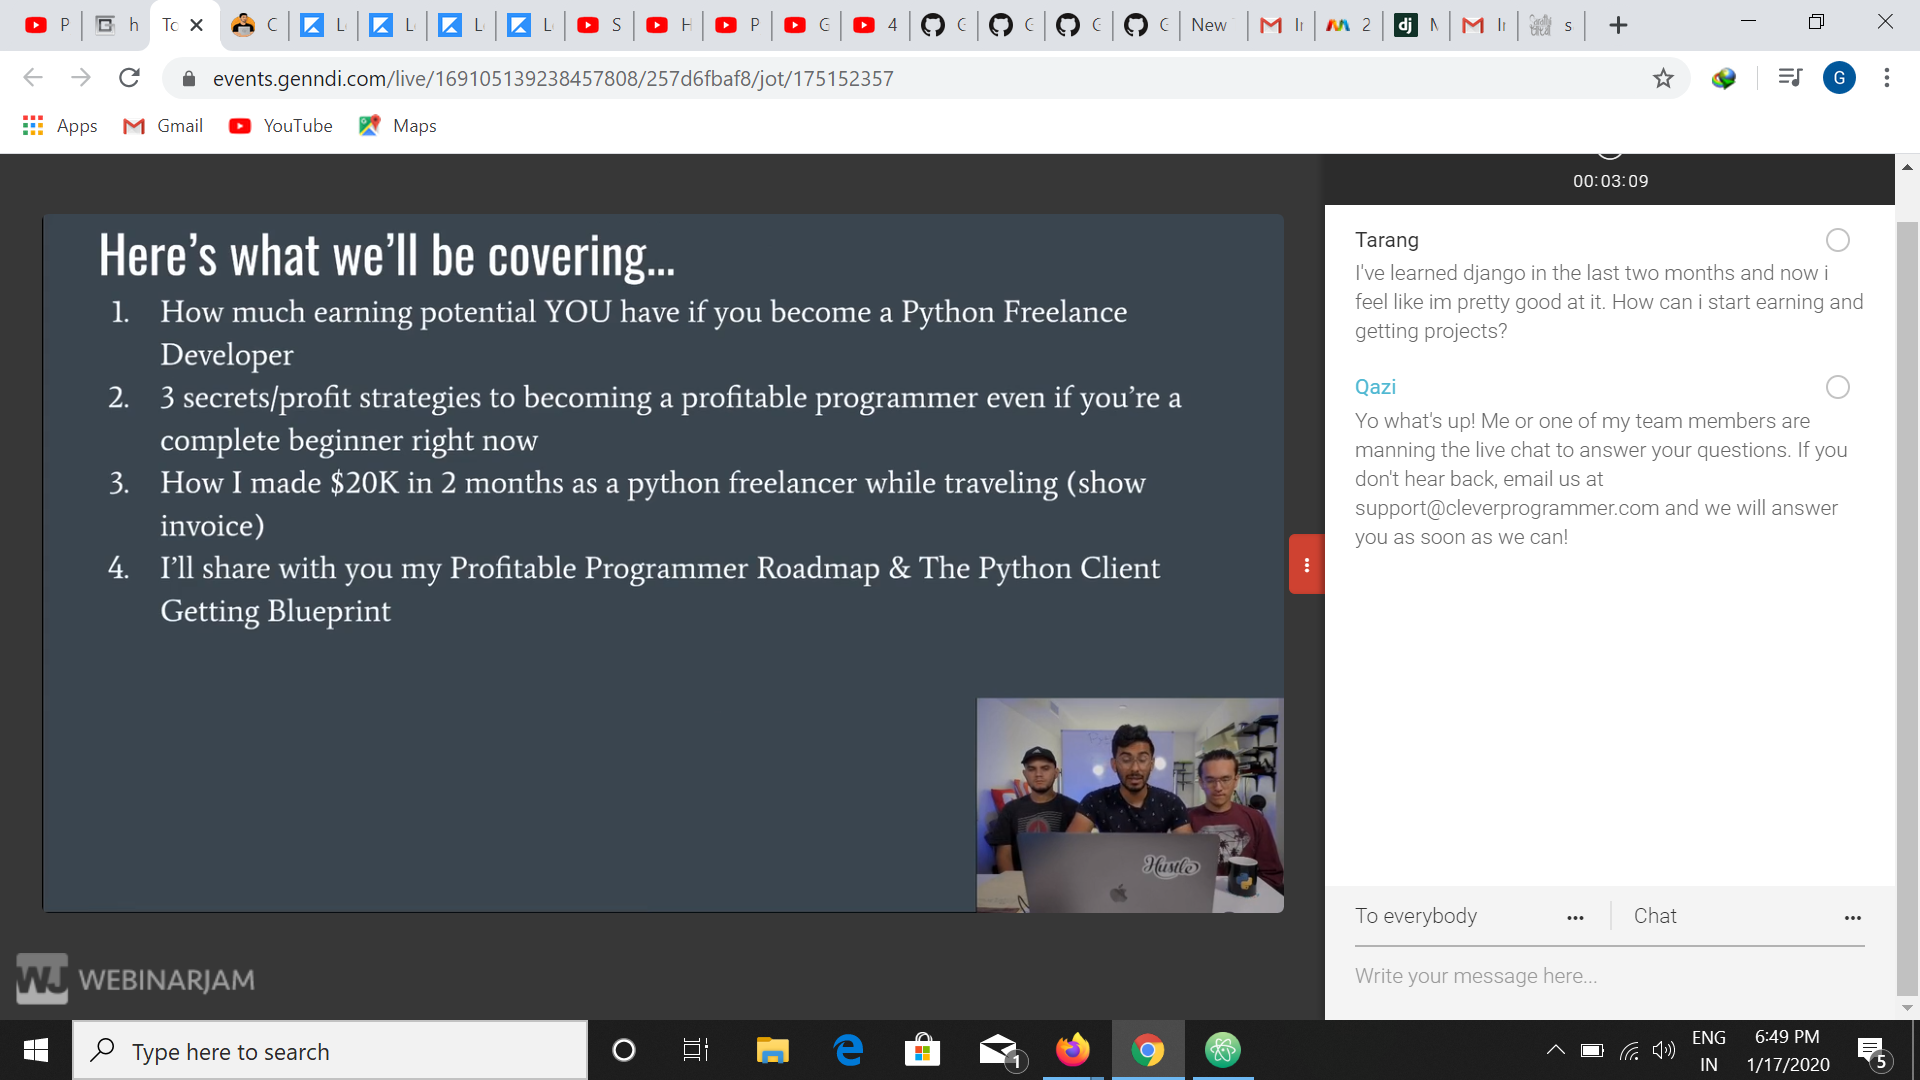 P
h
To
C
L
L
L
L
S
H
P
G
4
G
G
G
G
New
In
2
M
In
s
events.genndi.com/live/169105139238457808/257d6fbaf8/jot/175152357
G
Apps
Gmail
YouTube
Maps
00:03:09
Here’s what we’ll be covering...
1. How much earning potential YOU have if you become a Python Freelance
Developer
2. 3 secrets/profit strategies to becoming a profitable programmer even if you’re a
complete beginner right now
3. How I made $20K in 2 months as a python freelancer while traveling (show
invoice)
4. I’ll share with you my Profitable Programmer Roadmap & The Python Client
Getting Blueprint
Hustle
Tarang
I've learned django in the last two months and now i
feel like im pretty good at it. How can i start earning and
getting projects?
Qazi
Yo what's up! Me or one of my team members are
manning the live chat to answer your questions. If you
don't hear back, email us at
support@cleverprogrammer.com and we will answer
you as soon as we can!
To everybody ... Chat ...
Write your message here...
WJ WEBINARJAM
Type here to search
1
ENG
IN
6:49 PM
1/17/2020
5